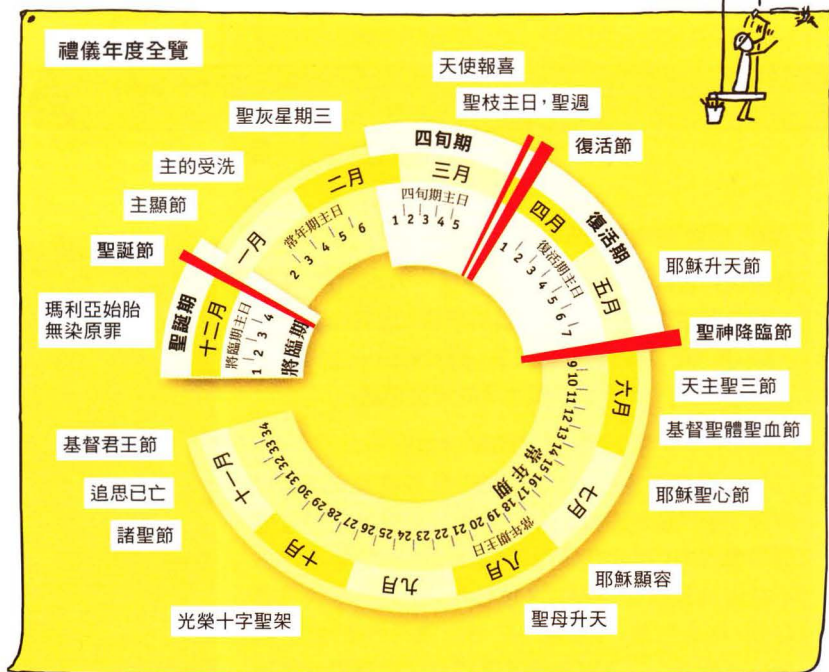 禮儀年度全覽
天使報喜
聖枝主日，聖週
復活節
聖灰星期三
主的受洗
主顯節
聖誕節
瑪利亞始胎
無染原罪
聖誕期
十二月
將臨期主日
1 2 3 4
將臨期
一月
二月
常年期主日
2 3 4 5 6
四旬期
三月
四旬期主日
1 2 3 4 5
四月
復活期
五月
復活期主日
1 2 3 4 5 6 7
耶穌升天節
聖神降臨節
天主聖三節
基督聖體聖血節
耶穌聖心節
耶穌顯容
聖母升天
六月
七月
八月
九月
十月
十一月
常年期
常年期主日
9 10 11 12 13 14 15 16 17 18 19 20 21 22 23 24 25 26 27 28 29 30 31 32 33 34
基督君王節
追思已亡
諸聖節
光榮十字聖架